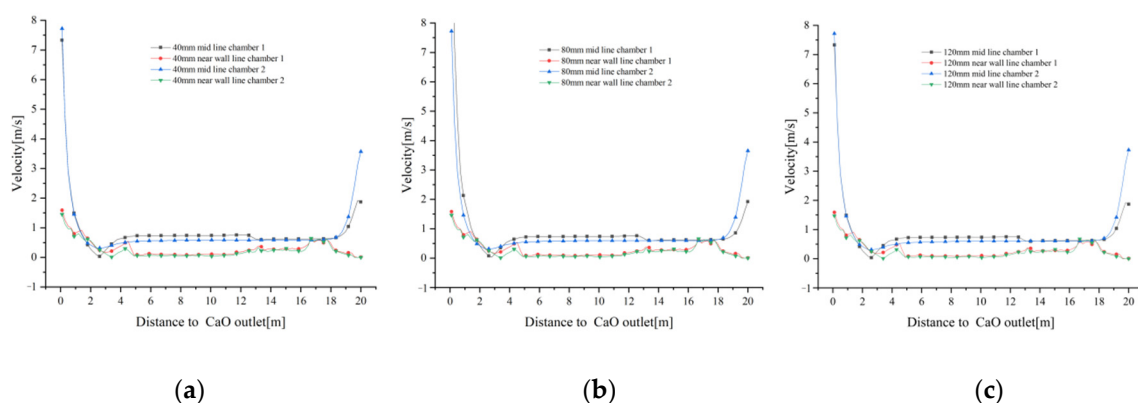 8
7
6
5
4
3
2
1
0
-1
Velocity[m/s]
40mm mid line chamber 1
40mm near wall line chamber 1
40mm mid line chamber 2
40mm near wall line chamber 2
0 2 4 6 8 10 12 14 16 18 20
Distance to CaO outlet[m]
(a)
8
7
6
5
4
3
2
1
0
-1
Velocity[m/s]
80mm mid line chamber 1
80mm near wall line chamber 1
80mm mid line chamber 2
80mm near wall line chamber 2
0 2 4 6 8 10 12 14 16 18 20
Distance to CaO outlet[m]
(b)
8
7
6
5
4
3
2
1
0
-1
Velocity[m/s]
120mm mid line chamber 1
120mm near wall line chamber 1
120mm mid line chamber 2
120mm near wall line chamber 2
0 2 4 6 8 10 12 14 16 18 20
Distance to CaO outlet[m]
(c)